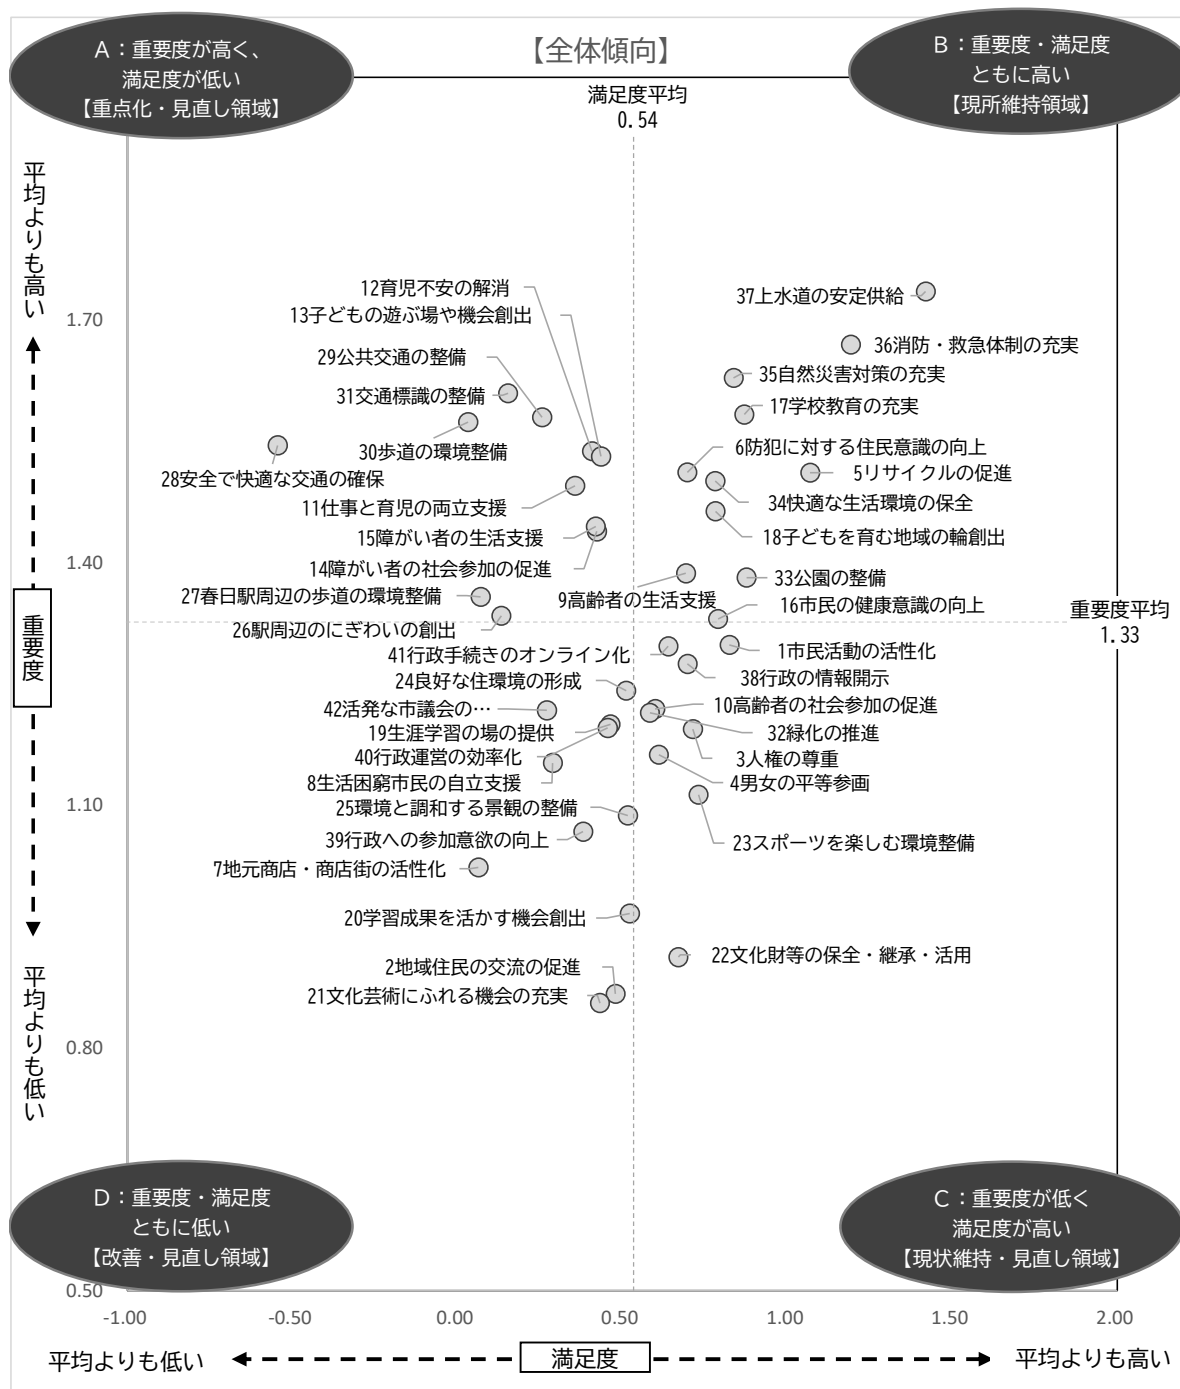 【全体傾向】
A：重要度が高く、
満足度が低い
【重点化・見直し領域】
B：重要度・満足度
ともに高い
【現所維持領域】
満足度平均
0.54
平均よりも高い
12育児不安の解消
13子どもの遊ぶ場や機会創出
37上水道の安定供給
1.70
29公共交通の整備
36消防・救急体制の充実
35自然災害対策の充実
31交通標識の整備
17学校教育の充実
30歩道の環境整備
6防犯に対する住民意識の向上
28安全で快適な交通の確保
5リサイクルの促進
11仕事と育児の両立支援
34快適な生活環境の保全
15障がい者の生活支援
18子どもを育む地域の輪創出
14障がい者の社会参加の促進
1.40
33公園の整備
27春日駅周辺の歩道の環境整備
9高齢者の生活支援
16市民の健康意識の向上
重要度平均
1.33
重要度
26駅周辺のにぎわいの創出
41行政手続きのオンライン化
1市民活動の活性化
24良好な住環境の形成
38行政の情報開示
42活発な市議会の…
10高齢者の社会参加の促進
19生涯学習の場の提供
32緑化の推進
40行政運営の効率化
3人権の尊重
8生活困窮市民の自立支援
4男女の平等参画
1.10
25環境と調和する景観の整備
39行政への参加意欲の向上
23スポーツを楽しむ環境整備
7地元商店・商店街の活性化
20学習成果を活かす機会創出
22文化財等の保全・継承・活用
2地域住民の交流の促進
21文化芸術にふれる機会の充実
平均よりも低い
0.80
D：重要度・満足度
ともに低い
【改善・見直し領域】
C：重要度が低く
満足度が高い
【現状維持・見直し領域】
0.50
-1.00
-0.50
0.00
0.50
1.00
1.50
2.00
平均よりも低い
満足度
平均よりも高い